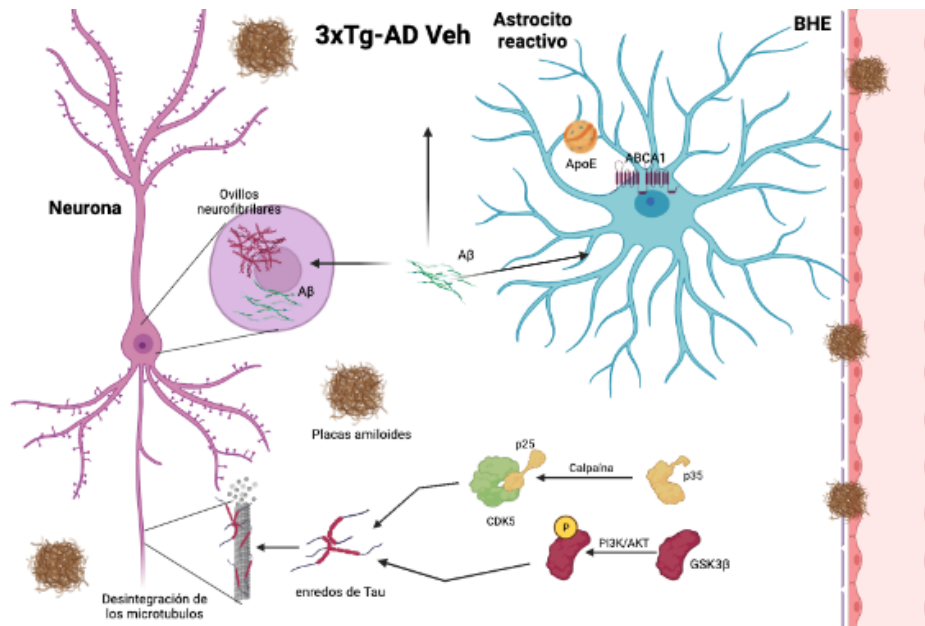 3xTg-AD Veh
Astrocito
reactivo
BHE
ApoE
ABCA1
Neurona
Ovillos
neurofibrilares
Aβ
Aβ
Placas amiloides
p25
Calpaína
p35
CDK5
P
PI3K/AKT
GSK3β
enredos de Tau
Desintegración de
los microtubulos